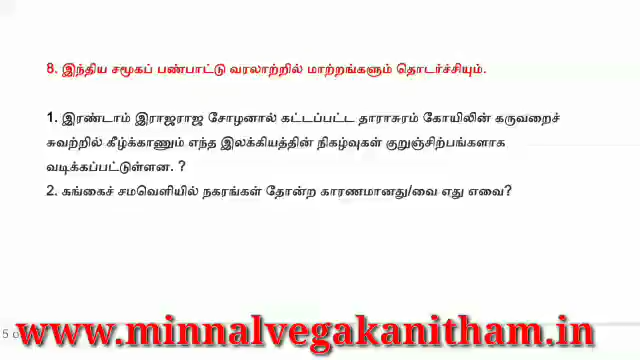 8. இந்திய சமூகப் பண்பாட்டு வரலாற்றில் மாற்றங்களும் தொடர்ச்சியும்.
1. இரண்டாம் இராஜராஜ சோழனால் கட்டப்பட்ட தாராசுரம் கோயிலின் கருவறைச்
சுவற்றில் கீழ்க்காணும் எந்த இலக்கியத்தின் நிகழ்வுகள் குறுஞ்சிற்பங்களாக
வடிக்கப்பட்டுள்ளன. ?
2. கங்கைச் சமவெளியில் நகரங்கள் தோன்ற காரணமானது/வை எது எவை?
www.minnalvegakanitham.in